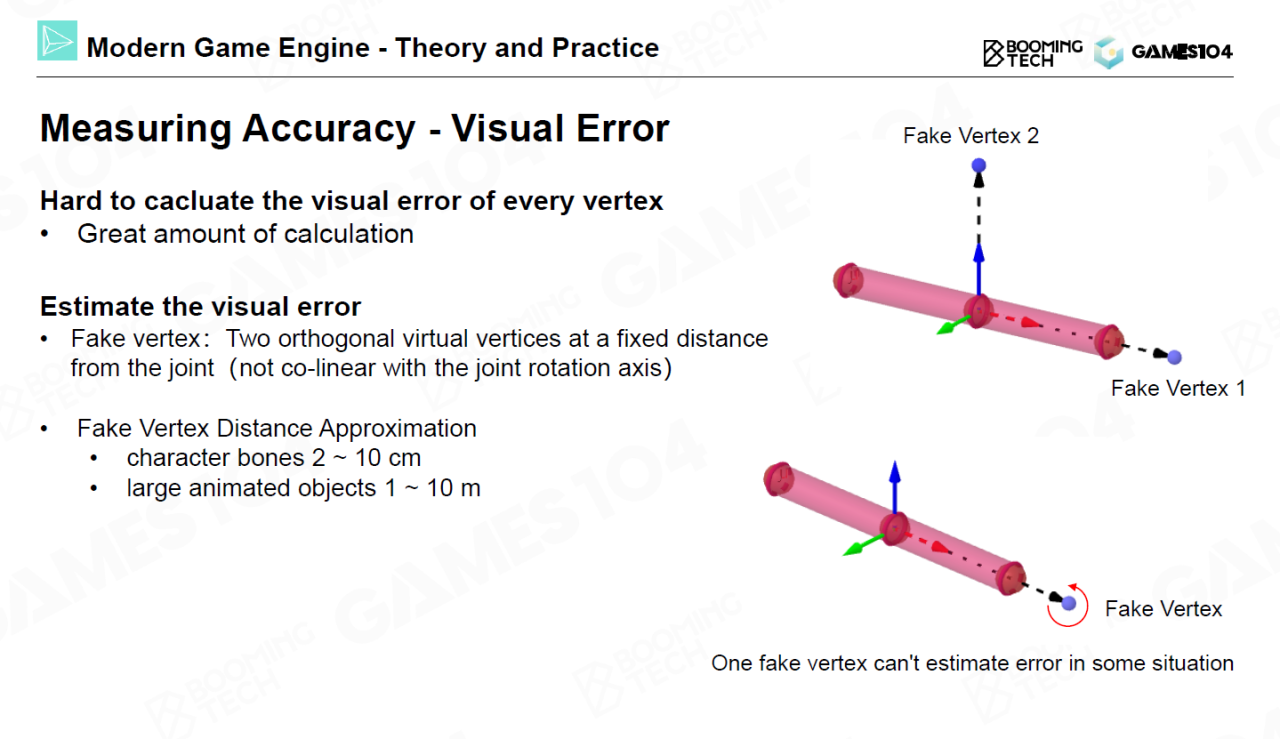 Modern Game Engine - Theory and Practice
BOOMING
TECH
GAMES104
Measuring Accuracy - Visual Error
Hard to cacluate the visual error of every vertex
• Great amount of calculation
Estimate the visual error
• Fake vertex: Two orthogonal virtual vertices at a fixed distance
from the joint (not co-linear with the joint rotation axis)
• Fake Vertex Distance Approximation
• character bones 2 ~ 10 cm
• large animated objects 1 ~ 10 m
Fake Vertex 2
Fake Vertex 1
Fake Vertex
One fake vertex can't estimate error in some situation